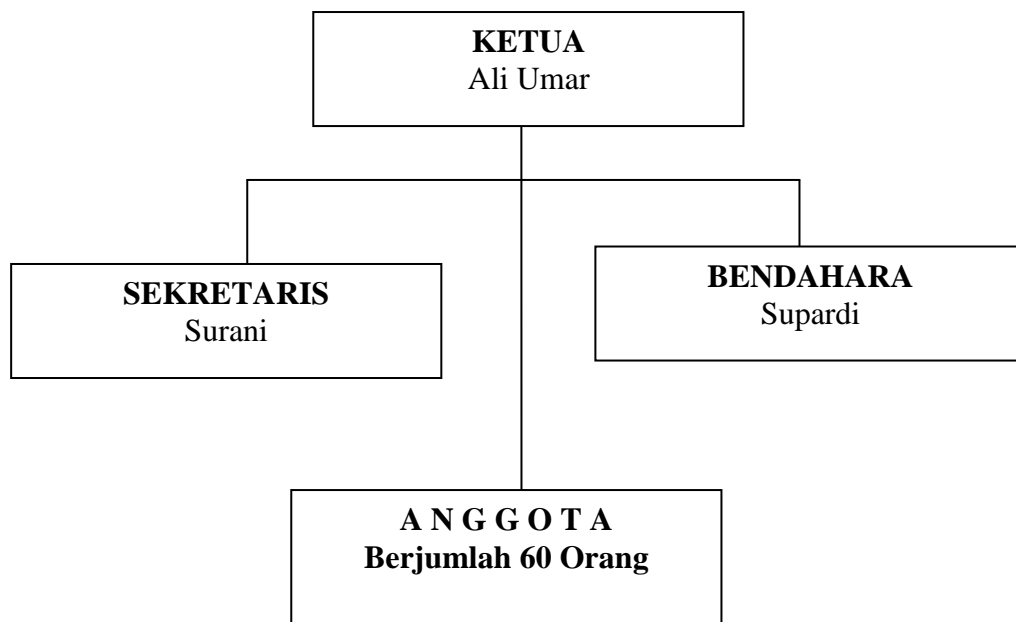 KETUA
Ali Umar
SEKRETARIS
Surani
BENDAHARA
Supardi
A N G G O T A
Berjumlah 60 Orang